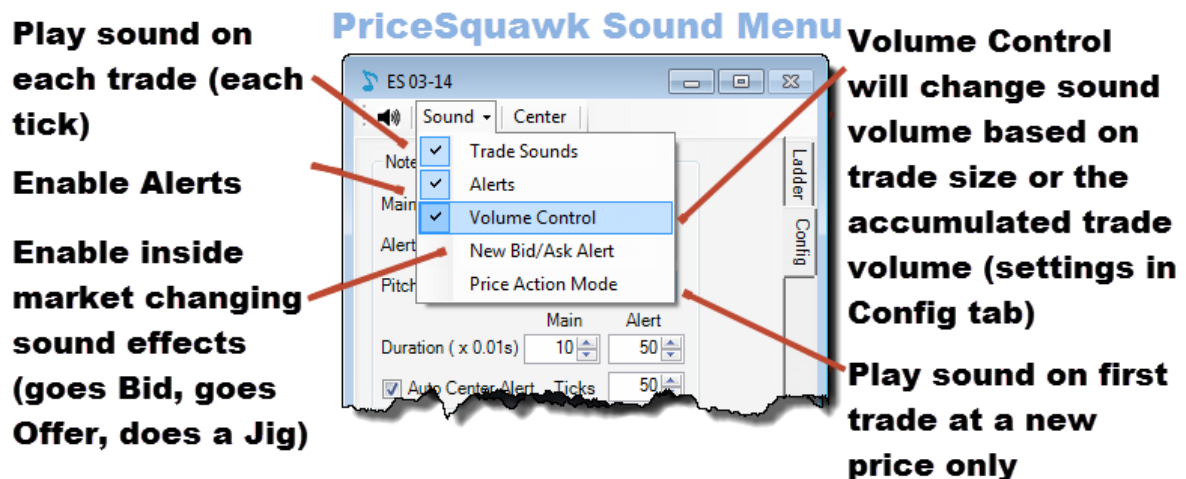 PriceSquawk Sound Menu
Play sound on
each trade (each
tick)
Enable Alerts
Enable inside
market changing
sound effects
(goes Bid, goes
Offer, does a Jig)
ES 03-14
Sound
Center
Trade Sounds
Alerts
Volume Control
New Bid/Ask Alert
Price Action Mode
Note
Main
Alert
Pitch
Main Alert
Duration ( x 0.01s) 10 50
Auto Center Alert Ticks 50
Ladder
Config
Volume Control
will change sound
volume based on
trade size or the
accumulated trade
volume (settings in
Config tab)
Play sound on first
trade at a new
price only